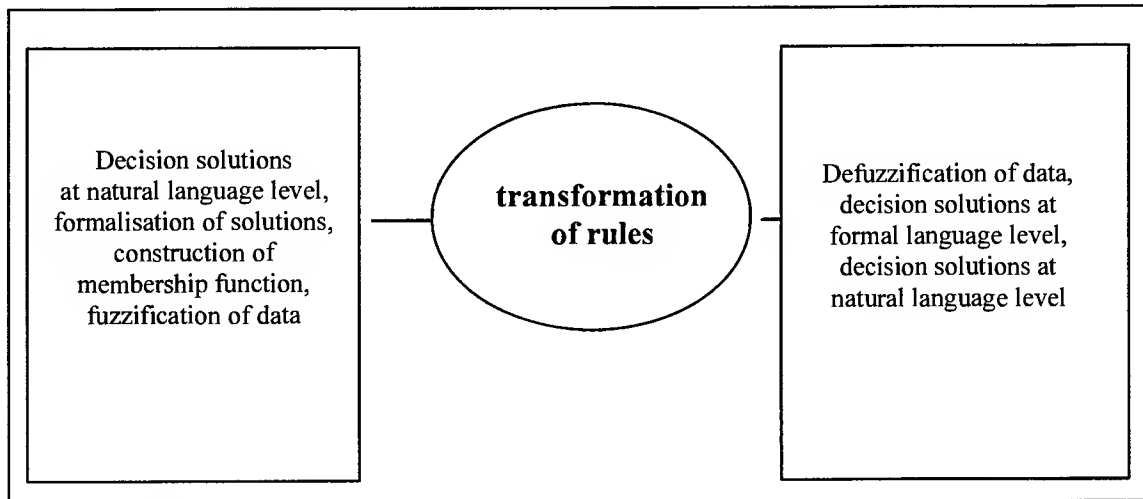 Decision solutions
at natural language level,
formalisation of solutions,
construction of
membership function,
fuzzification of data
transformation
of rules
Defuzzification of data,
decision solutions at
formal language level,
decision solutions at
natural language level